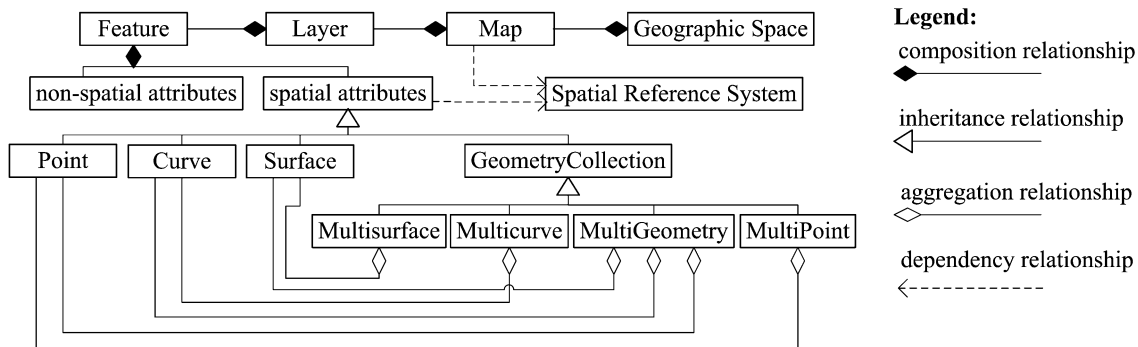 Feature
Layer
Map
Geographic Space
non-spatial attributes
spatial attributes
Spatial Reference System
Point
Curve
Surface
GeometryCollection
Multisurface
Multicurve
MultiGeometry
MultiPoint
Legend:
composition relationship
inheritance relationship
aggregation relationship
dependency relationship